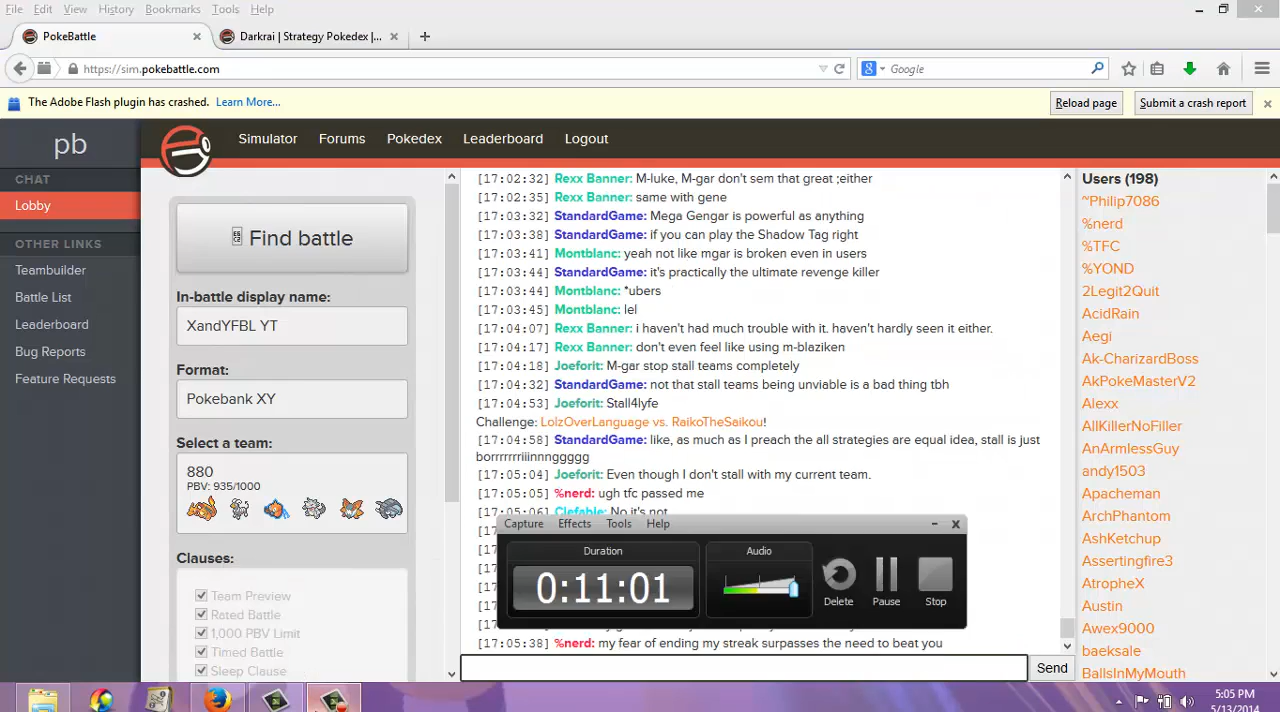 File Edit View History Bookmarks Tools Help
PokeBattle
Darkrai | Strategy Pokedex |...
https://sim.pokebattle.com
Google
The Adobe Flash plugin has crashed. Learn More...
Reload page
Submit a crash report
pb
Simulator Forums Pokedex Leaderboard Logout
CHAT
Lobby
OTHER LINKS
Teambuilder
Battle List
Leaderboard
Bug Reports
Feature Requests
Find battle
In-battle display name:
XandYFBL YT
Format:
Pokebank XY
Select a team:
880
PBV: 935/1000
Clauses:
Team Preview
Rated Battle
1,000 PBV Limit
Timed Battle
Sleep Clause
[17:02:32] Rexx Banner: M-luke, M-gar don't sem that great ;either
[17:02:35] Rexx Banner: same with gene
[17:03:32] StandardGame: Mega Gengar is powerful as anything
[17:03:38] StandardGame: if you can play the Shadow Tag right
[17:03:41] Montblanc: yeah not like mgar is broken even in users
[17:03:44] StandardGame: it's practically the ultimate revenge killer
[17:03:44] Montblanc: *ubers
[17:03:45] Montblanc: lel
[17:04:07] Rexx Banner: i haven't had much trouble with it. haven't hardly seen it either.
[17:04:17] Rexx Banner: don't even feel like using m-blaziken
[17:04:18] Joeforit: M-gar stop stall teams completely
[17:04:32] StandardGame: not that stall teams being unviable is a bad thing tbh
[17:04:53] Joeforit: Stall4lyfe
Challenge: LolzOverLanguage vs. RaikoTheSaikou!
[17:04:58] StandardGame: like, as much as I preach the all strategies are equal idea, stall is just
borrrrrriiinnnggggg
[17:05:04] Joeforit: Even though I don't stall with my current team.
[17:05:05] %nerd: ugh tfc passed me
[17:05:06] Clefable: No it's not
[17:05:38] %nerd: my fear of ending my streak surpasses the need to beat you
Send
Capture Effects Tools Help
Duration
0:11:01
Audio
Delete
Pause
Stop
Users (198)
~Philip7086
%nerd
%TFC
%YOND
2Legit2Quit
AcidRain
Aegi
Ak-CharizardBoss
AkPokeMasterV2
Alexx
AllKillerNoFiller
AnArmlessGuy
andy1503
Apacheman
ArchPhantom
AshKetchup
Assertingfire3
AtropheX
Austin
Awex9000
baeksale
BallsInMyMouth
5:05 PM
5/13/2014